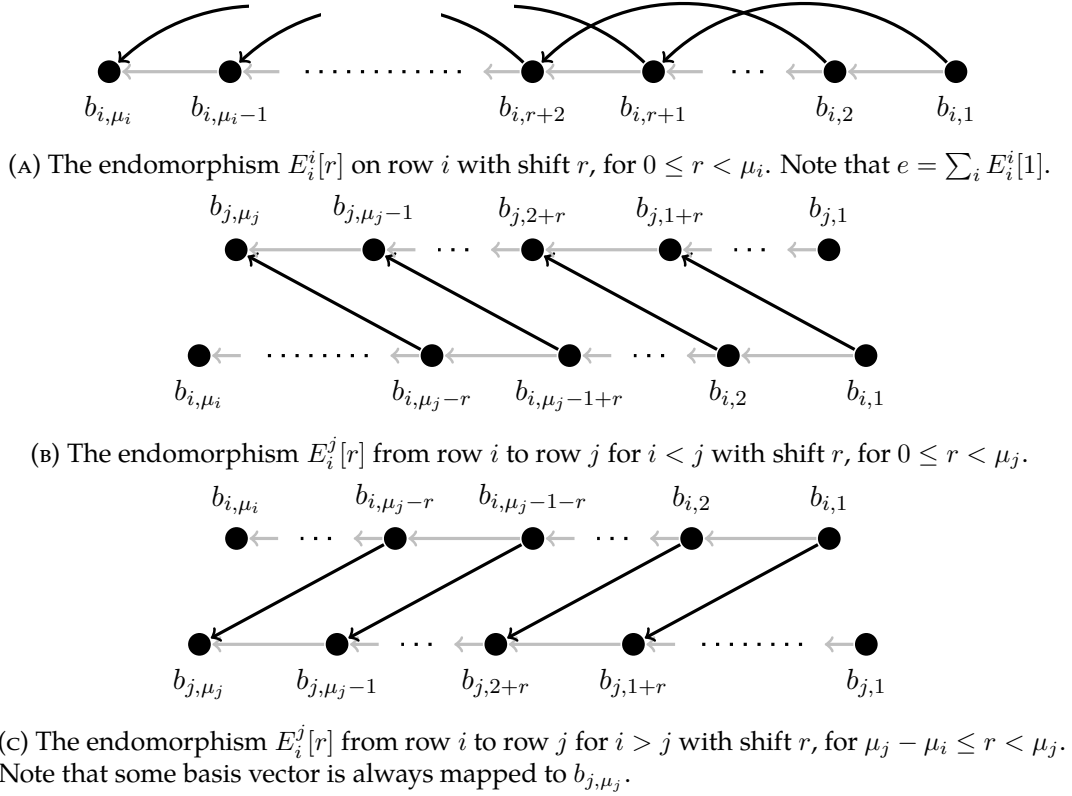 b_{i,μ_i} b_{i,μ_i−1} b_{i,r+2} b_{i,r+1} b_{i,2} b_{i,1}
(A) The endomorphism E_i^i[r] on row i with shift r, for 0 ≤ r < μ_i. Note that e = ∑_i E_i^i[1].
b_{j,μ_j} b_{j,μ_j−1} b_{j,2+r} b_{j,1+r} b_{j,1}
b_{i,μ_i} b_{i,μ_j−r} b_{i,μ_j−1+r} b_{i,2} b_{i,1}
(B) The endomorphism E_i^j[r] from row i to row j for i < j with shift r, for 0 ≤ r < μ_j.
b_{i,μ_i} b_{i,μ_j−r} b_{i,μ_j−1−r} b_{i,2} b_{i,1}
b_{j,μ_j} b_{j,μ_j−1} b_{j,2+r} b_{j,1+r} b_{j,1}
(C) The endomorphism E_i^j[r] from row i to row j for i > j with shift r, for μ_j − μ_i ≤ r < μ_j.
Note that some basis vector is always mapped to b_{j,μ_j}.